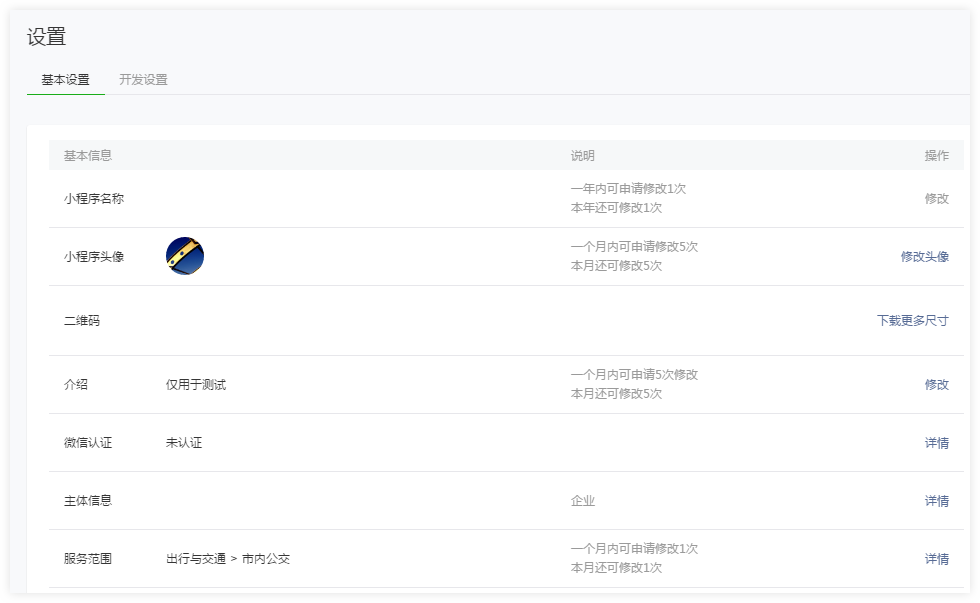 设置
基本设置 开发设置
基本信息 说明 操作
小程序名称 一年内可申请修改1次 修改
本年还可修改1次
小程序头像 一个月内可申请修改5次 修改头像
本月还可修改5次
二维码 下载更多尺寸
介绍 仅用于测试 一个月内可申请5次修改 修改
本月还可修改5次
微信认证 未认证 详情
主体信息 企业 详情
服务范围 出行与交通 > 市内公交 一个月内可申请修改1次 详情
本月还可修改1次